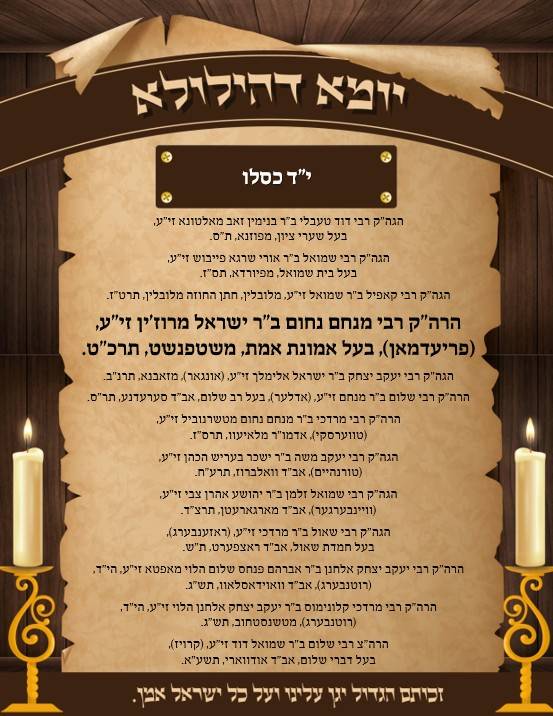 יומא דהילולא
י"ד כסלו
הגה"ק רבי דוד טעבלי ב"ר בנימין זאב מאלטונא זי"ע,
בעל שערי ציון, מפוזנא, ת"ס.
הגה"ק רבי שמואל ב"ר אורי שרגא פייבוש זי"ע,
בעל בית שמואל, מפיורדא, תס"ז.
הגה"ק רבי קאפיל ב"ר שמואל זי"ע, מלובלין, חתן החוזה מלובלין, תרט"ז.
הרה"ק רבי מנחם נחום ב"ר ישראל מרוז'ין זי"ע,
(פריעדמאן), בעל אמונת אמת, משטפנשט, תרכ"ט.
הגה"ק רבי יעקב יצחק ב"ר ישראל אלימלך זי"ע, (אונגאר), מזאבנא, תרנ"ב.
הרה"ק רבי שלום ב"ר מנחם זי"ע, (אדלער), בעל רב שלום, אב"ד סערעדנע, תר"ס.
הרה"ק רבי מרדכי ב"ר מנחם נחום מטשרנוביל זי"ע,
(טווערסקי), אדמו"ר מלאיעוו, תרס"ז.
הגה"ק רבי יעקב משה ב"ר ישכר בעריש הכהן זי"ע,
(טורנהיים), אב"ד וואלברוז, תרע"ח.
הגה"ק רבי שמואל זלמן ב"ר יהושע אהרן צבי זי"ע,
(וויינבערגער), אב"ד מארגארעטן, תרצ"ד.
הגה"ק רבי שאול ב"ר מרדכי זי"ע, (ראזענבערג),
בעל חמדת שאול, אב"ד ראצפערט, ת"ש.
הרה"ק רבי יעקב יצחק אלחנן ב"ר אברהם פנחס שלום הלוי מאפטא זי"ע, הי"ד,
(רוטנבערג), אב"ד וואוידאסלאוו, תש"ג.
הרה"ק רבי מרדכי קלונימוס ב"ר יעקב יצחק אלחנן הלוי זי"ע, הי"ד,
(רוטנבערג), מטשנסטחוב, תש"ג.
הרה"צ רבי שלום ב"ר שמואל דוד זי"ע, (קרויז),
בעל דברי שלום, אב"ד אודווארי, תשע"א.
זכותם הגדול יגן עלינו ועל כל ישראל אמן.